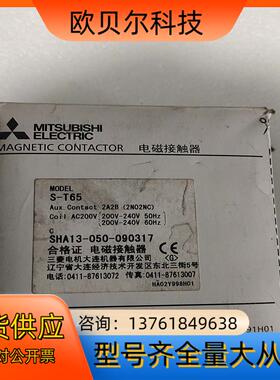 欧贝尔科技
MITSUBISHI
ELECTRIC
MAGNETIC CONTACTOR 电磁接触器
MODEL
S-T65
Aux.Contact 2A2B (2NO2NC)
Coil AC200V 200V-240V 50Hz
200V-240V 60Hz
C
SHA13-050-090317
合格证 电磁接触器
三菱电机大连机器有限公司
辽宁省大连经济技术开发区东北三街5号
电话:0411-87613072 传真:0411-87613007
HA02Y998H01
91H01
咨询:13761849638
型号齐全量大